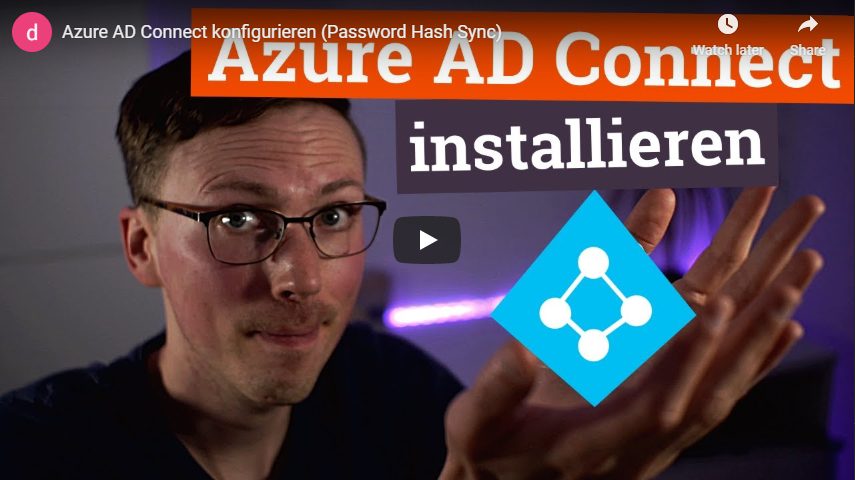 d
Azure AD Connect konfigurieren (Password Hash Sync)
Watch later
Share
Azure AD Connect
installieren